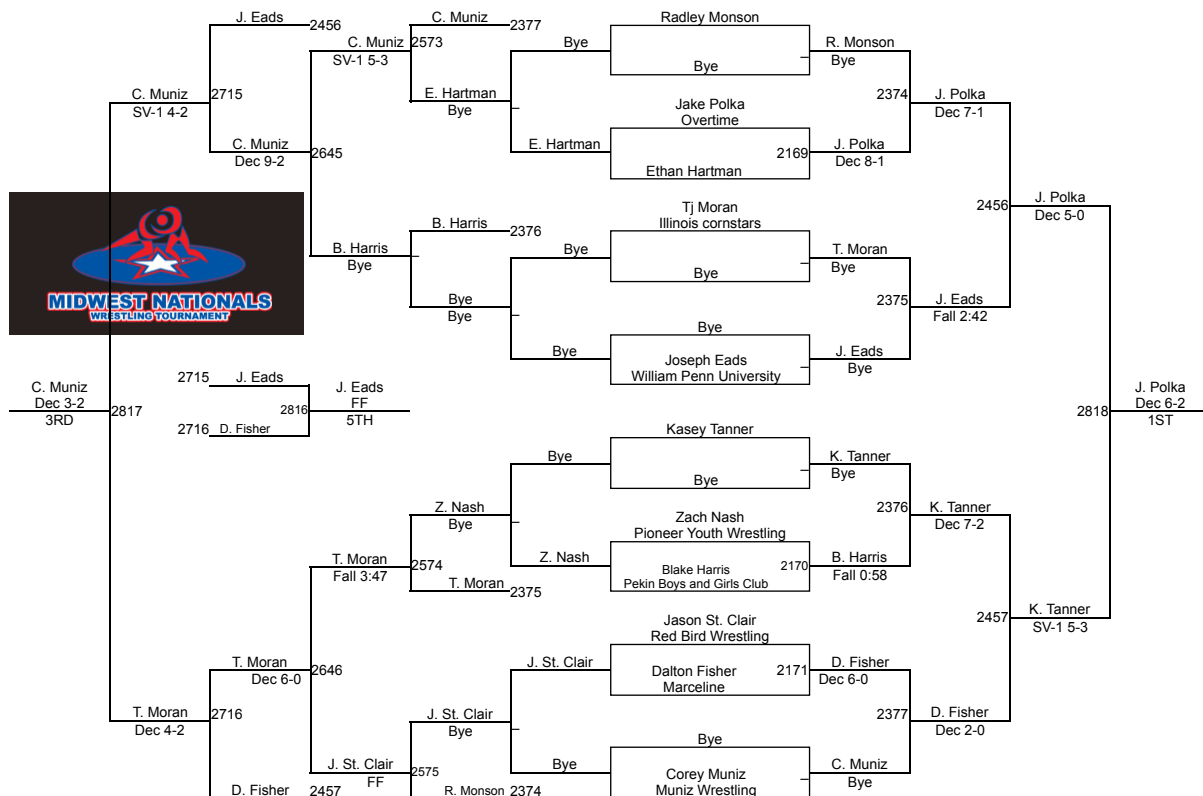 J. Eads
2456
C. Muniz
2377
Radley Monson
C. Muniz
SV-1 5-3
2573
Bye
Bye
R. Monson
Bye
C. Muniz
SV-1 4-2
2715
E. Hartman
Bye
2374
J. Polka
Dec 7-1
Jake Polka
Overtime
C. Muniz
Dec 9-2
2645
E. Hartman
2169
Ethan Hartman
J. Polka
Dec 8-1
Tj Moran
Illinois cornstars
2456
J. Polka
Dec 5-0
B. Harris
2376
B. Harris
Bye
Bye
Bye
T. Moran
Bye
MIDWEST NATIONALS
WRESTLING TOURNAMENT
Bye
Bye
2375
J. Eads
Fall 2:42
Bye
Bye
Joseph Eads
William Penn University
J. Eads
Bye
2715
J. Eads
C. Muniz
Dec 3-2
3RD
2817
2816
J. Eads
FF
5TH
2716
D. Fisher
2818
J. Polka
Dec 6-2
1ST
Kasey Tanner
Bye
Bye
K. Tanner
Bye
Z. Nash
Bye
2376
K. Tanner
Dec 7-2
Zach Nash
Pioneer Youth Wrestling
T. Moran
Fall 3:47
2574
Z. Nash
Blake Harris
Pekin Boys and Girls Club
2170
B. Harris
Fall 0:58
T. Moran
2375
2457
K. Tanner
SV-1 5-3
Jason St. Clair
Red Bird Wrestling
T. Moran
Dec 6-0
2646
J. St. Clair
Dalton Fisher
Marceline
2171
D. Fisher
Dec 6-0
T. Moran
Dec 4-2
2716
J. St. Clair
Bye
2377
D. Fisher
Dec 2-0
Bye
J. St. Clair
FF
2575
Bye
Corey Muniz
Muniz Wrestling
C. Muniz
Bye
D. Fisher
2457
R. Monson
2374